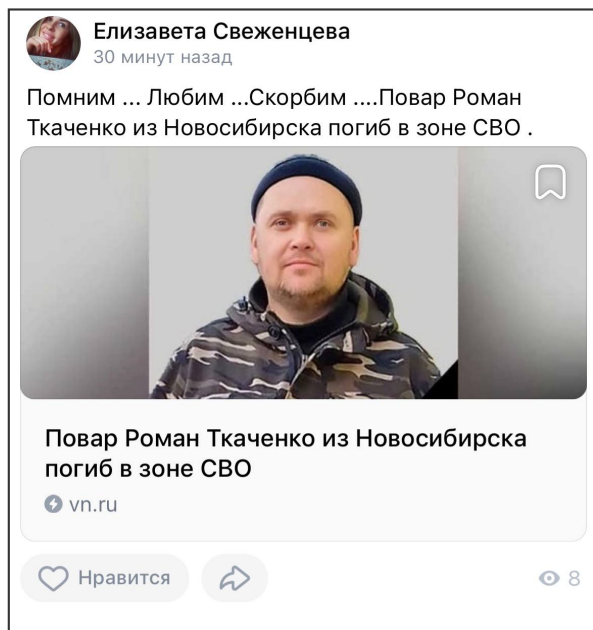 Елизавета Свеженцева
30 минут назад
Помним ... Любим ...Скорбим ....Повар Роман
Ткаченко из Новосибирска погиб в зоне СВО .
Повар Роман Ткаченко из Новосибирска
погиб в зоне СВО
vn.ru
Нравится
8